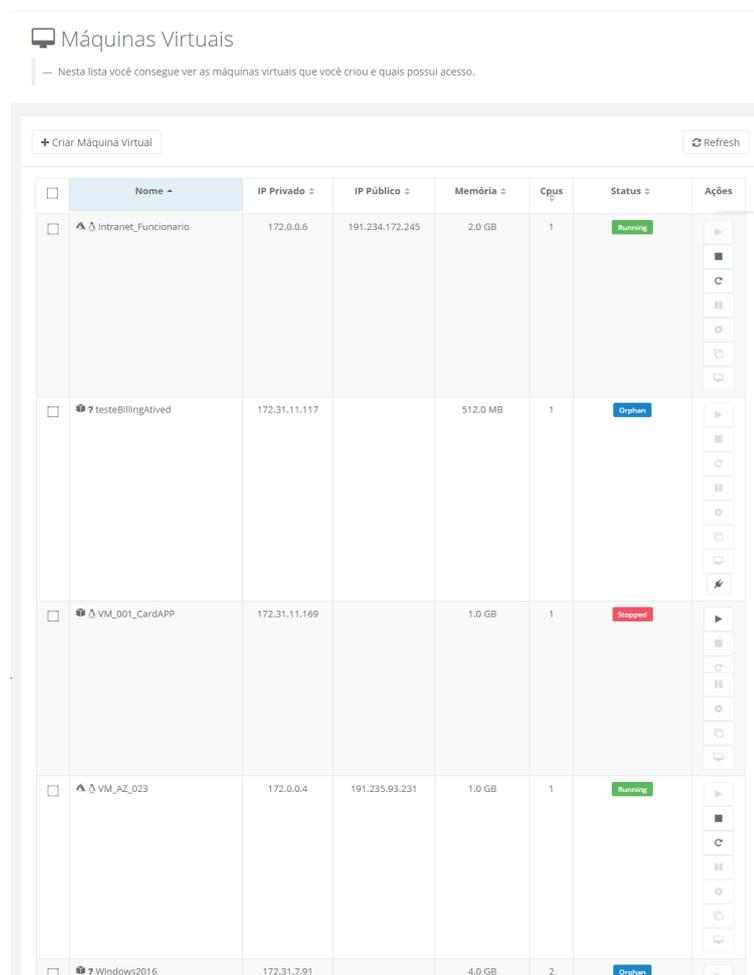 Máquinas Virtuais
— Nesta lista você consegue ver as máquinas virtuais que você criou e quais possui acesso.
+ Criar Máquina Virtual Refresh
Nome IP Privado IP Público Memória Cpus Status Ações
Intranet_Funcionario 172.0.0.6 191.234.172.245 2.0 GB 1 Running
? testeBillingAtived 172.31.11.117 512.0 MB 1 Orphan
VM_001_CardAPP 172.31.11.169 1.0 GB 1 Stopped
VM_AZ_023 172.0.0.4 191.235.93.231 1.0 GB 1 Running
? Windows2016 172.31.7.91 4.0 GB 2 Orphan